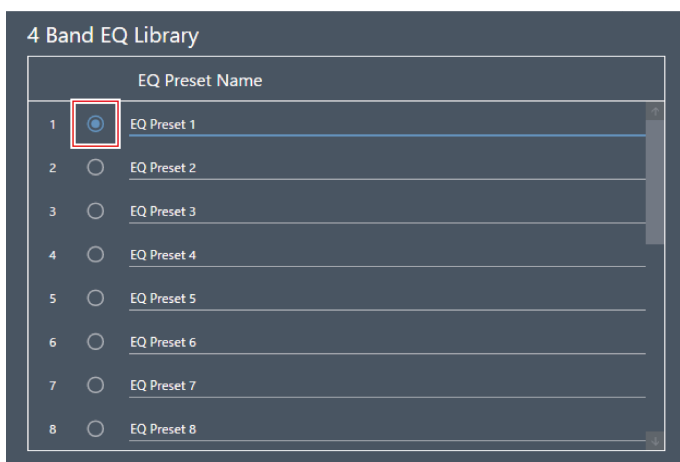 4 Band EQ Library
EQ Preset Name
1 EQ Preset 1
2 EQ Preset 2
3 EQ Preset 3
4 EQ Preset 4
5 EQ Preset 5
6 EQ Preset 6
7 EQ Preset 7
8 EQ Preset 8